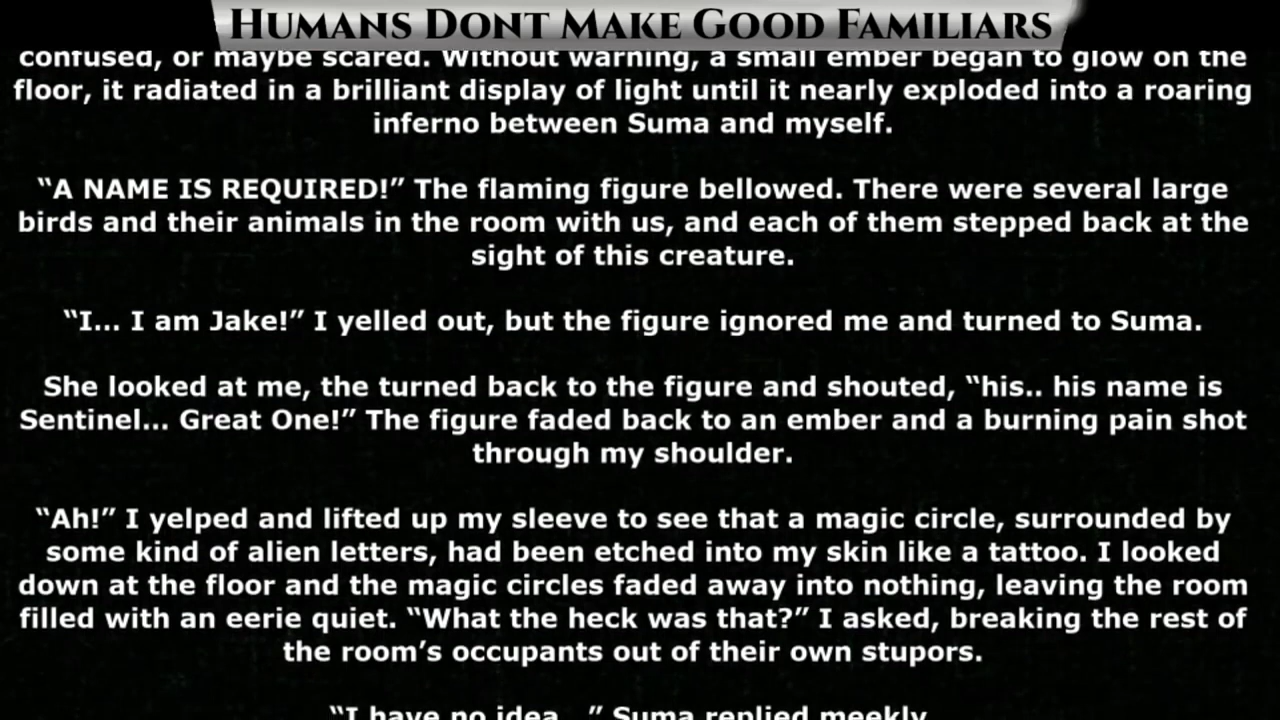 HUMANS DONT MAKE GOOD FAMILIARS
confused, or maybe scared. Without warning, a small ember began to glow on the
floor, it radiated in a brilliant display of light until it nearly exploded into a roaring
inferno between Suma and myself.
“A NAME IS REQUIRED!” The flaming figure bellowed. There were several large
birds and their animals in the room with us, and each of them stepped back at the
sight of this creature.
“I... I am Jake!” I yelled out, but the figure ignored me and turned to Suma.
She looked at me, the turned back to the figure and shouted, “his.. his name is
Sentinel... Great One!” The figure faded back to an ember and a burning pain shot
through my shoulder.
“Ah!” I yelped and lifted up my sleeve to see that a magic circle, surrounded by
some kind of alien letters, had been etched into my skin like a tattoo. I looked
down at the floor and the magic circles faded away into nothing, leaving the room
filled with an eerie quiet. “What the heck was that?” I asked, breaking the rest of
the room’s occupants out of their own stupors.
“I have no idea...” Suma replied meekly